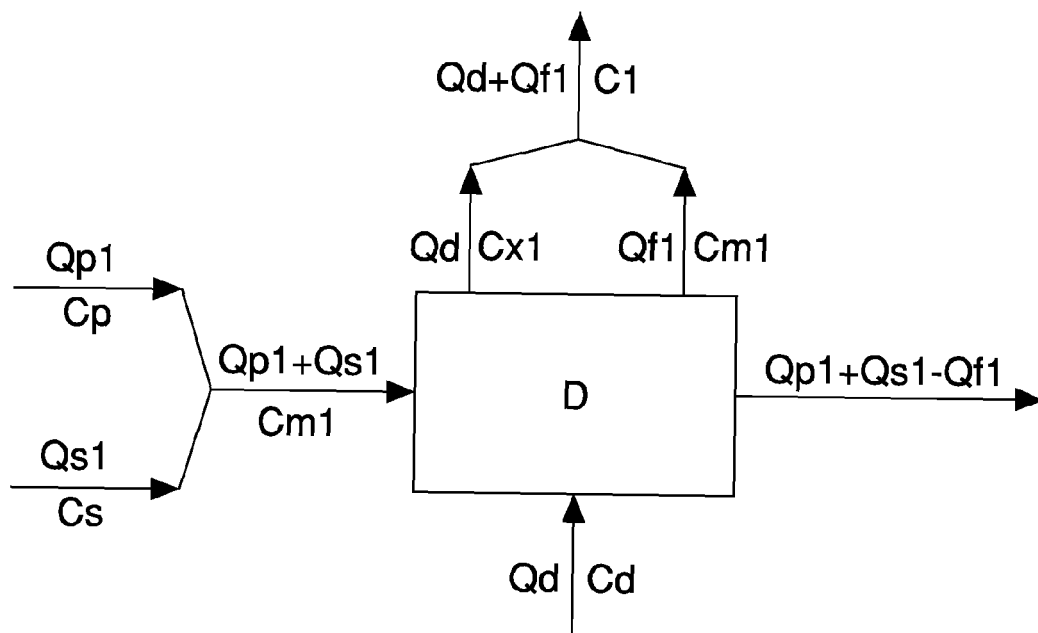 Qd+Qf1 C1
Qd Cx1 Qf1 Cm1
Qp1
Cp
Qp1+Qs1
Cm1
D
Qp1+Qs1-Qf1
Qs1
Cs
Qd Cd